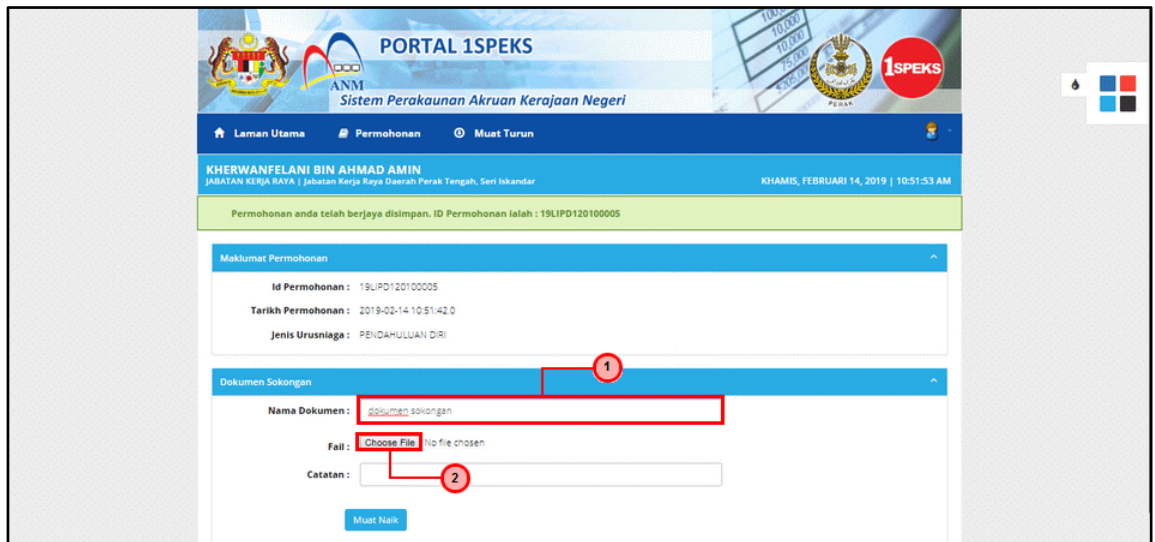 PORTAL 1SPEKS
ANM
Sistem Perakaunan Akruan Kerajaan Negeri
PERAK
1SPEKS
Laman Utama Permohonan Muat Turun
KHERWANFELANI BIN AHMAD AMIN
JABATAN KERJA RAYA | Jabatan Kerja Raya Daerah Perak Tengah, Seri Iskandar
KHAMIS, FEBRUARI 14, 2019 | 10:51:53 AM
Permohonan anda telah berjaya disimpan. ID Permohonan ialah : 19LIPD120100005
Maklumat Permohonan
Id Permohonan : 19LIPD120100005
Tarikh Permohonan : 2019-02-14 10:51:42.0
Jenis Urusniaga : PENDAHULUAN DIRI
1
Dokumen Sokongan
Nama Dokumen : dokumen sokongan
Fail : Choose File No file chosen
Catatan :
2
Muat Naik